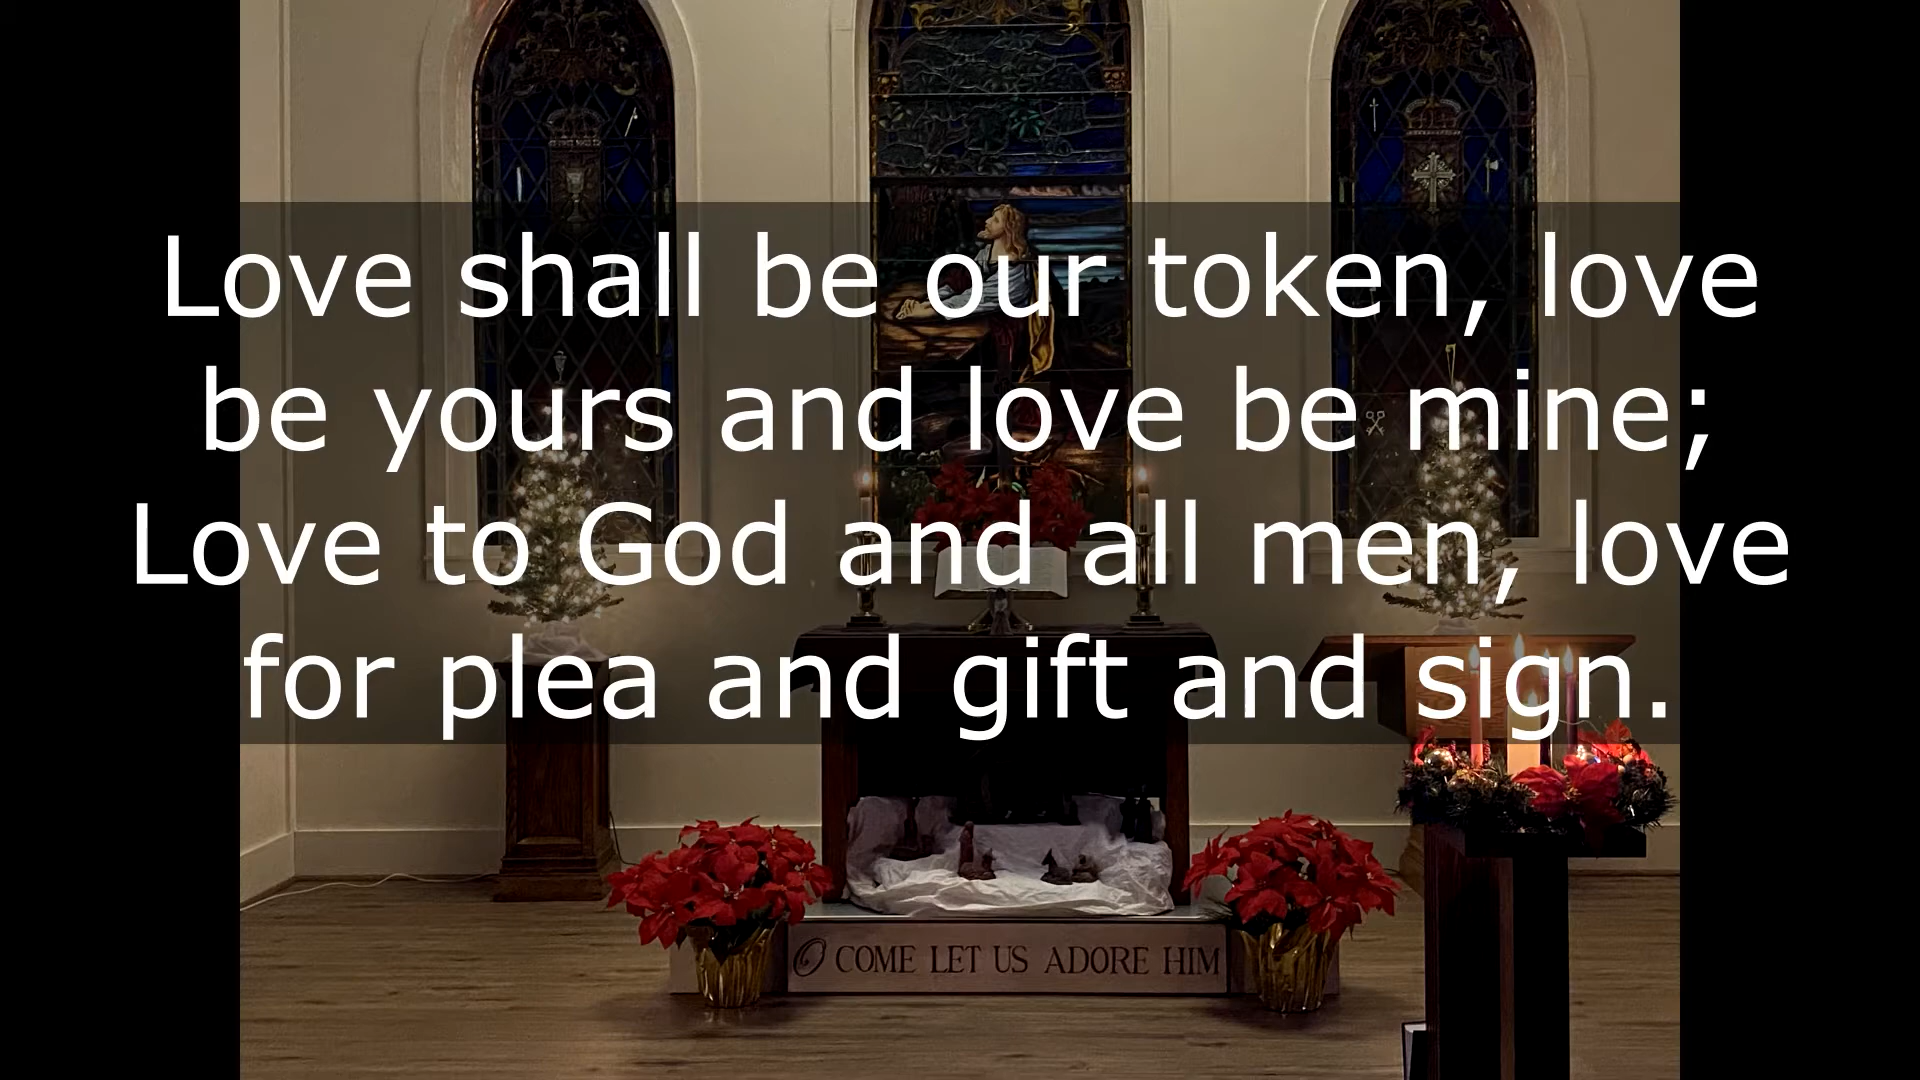 Love shall be our token, love
be yours and love be mine;
Love to God and all men, love
for plea and gift and sign.
O COME LET US ADORE HIM